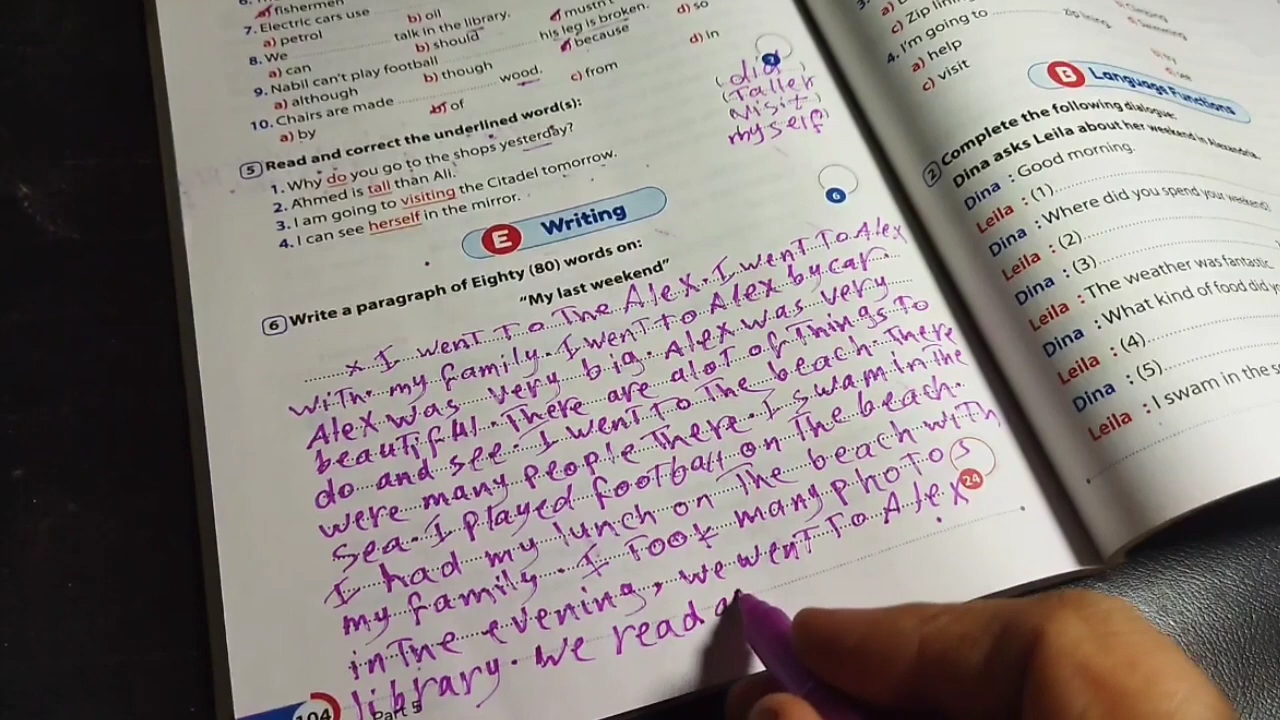 a) fishermen
mustn't
7. Electric cars use
a) petrol
b) oil
8. We ............ talk in the library.
a) can
b) should
d) so
9. Nabil can't play football ............ his leg is broken.
a) although
b) though
because
10. Chairs are made ............ wood.
a) by
b) of
c) from
d) in
5 Read and correct the underlined word(s):
7
1. Why do you go to the shops yesterday?
(did)
2. Ahmed is tall than Ali.
(Taller)
3. I am going to visiting the Citadel tomorrow.
Visit)
4. I can see herself in the mirror.
myself)
E Writing
6
6 Write a paragraph of Eighty (80) words on:
"My last weekend"
x I went To The Alex. I went To Alex
with my family. I went To Alex by car.
Alex was very big. Alex was very
beautiful. There are alot of Things To
do and see. I went To The beach. There
were many people There. I swam in The
sea. I played football on The beach.
I had my lunch on The beach with
my family. I Took many photos
in The evening, we went To Alex
library. we read a
24
104
Part 5
3.
a)
c) Zip lining
4. I'm going to ............ zip lining.
a) help
c) visit
B Language Functions
2 Complete the following dialogue:
Dina asks Leila about her weekend in Alexandria.
Dina : Good morning.
Leila : (1)
Dina : Where did you spend your weekend?
Leila : (2)
Dina : (3)
Leila : The weather was fantastic.
Dina : What kind of food did
Leila : (4)
Dina : (5)
Leila : I swam in the